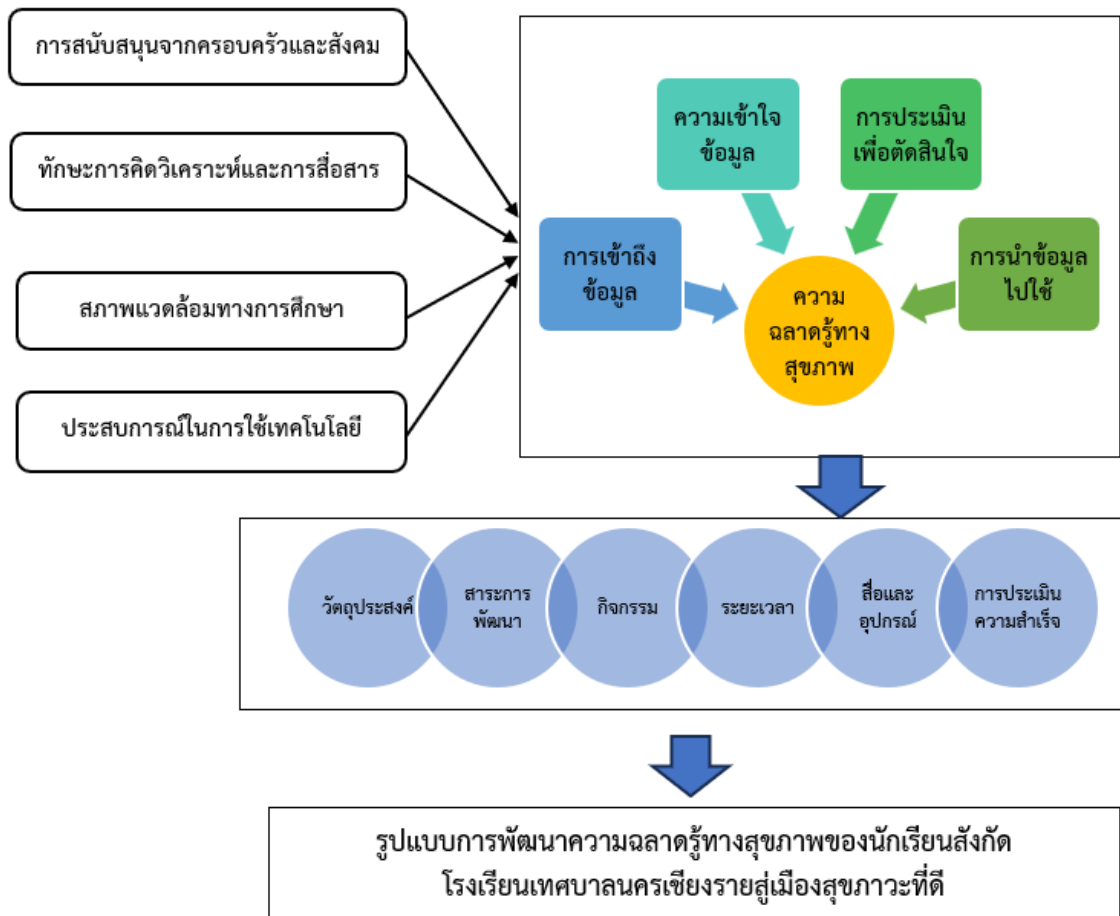 การสนับสนุนจากครอบครัวและสังคม
ทักษะการคิดวิเคราะห์และการสื่อสาร
สภาพแวดล้อมทางการศึกษา
ประสบการณ์ในการใช้เทคโนโลยี
ความเข้าใจ
ข้อมูล
การประเมิน
เพื่อตัดสินใจ
การเข้าถึง
ข้อมูล
การนำข้อมูล
ไปใช้
ความ
ฉลาดรู้ทาง
สุขภาพ
วัตถุประสงค์
สาระการ
พัฒนา
กิจกรรม
ระยะเวลา
สื่อและ
อุปกรณ์
การประเมิน
ความสำเร็จ
รูปแบบการพัฒนาความฉลาดรู้ทางสุขภาพของนักเรียนสังกัด
โรงเรียนเทศบาลนครเชียงรายสู่เมืองสุขภาวะที่ดี